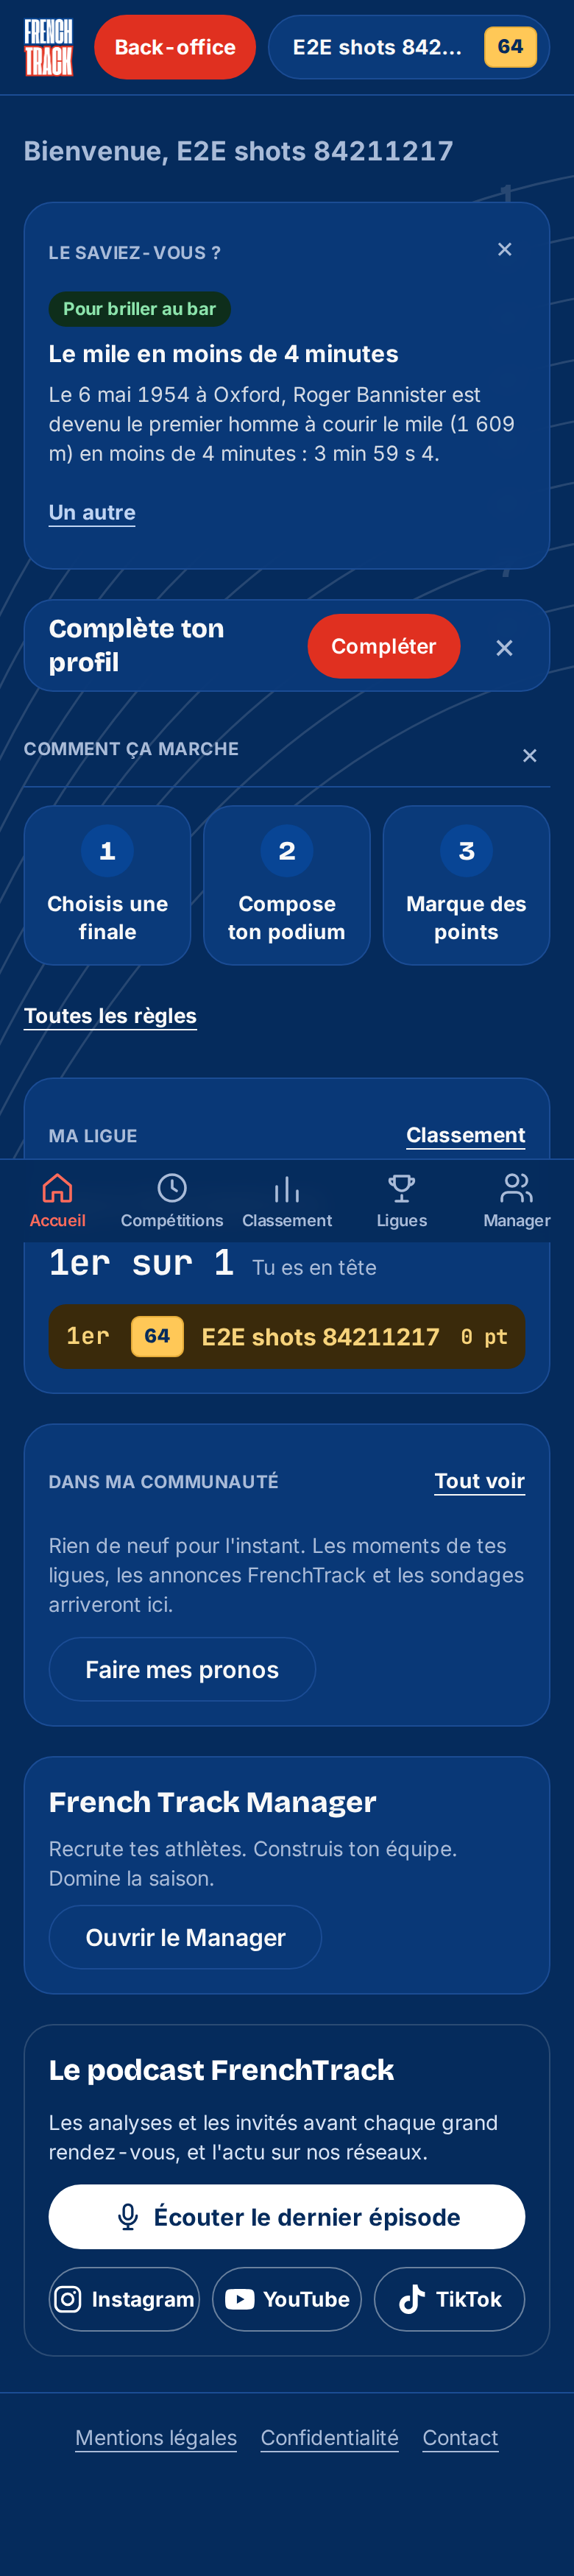 FRENCH
TRACK
Back-office
E2E shots 842... 64
Bienvenue, E2E shots 84211217
1
LE SAVIEZ-VOUS ?
Pour briller au bar
Le mile en moins de 4 minutes
Le 6 mai 1954 à Oxford, Roger Bannister est
devenu le premier homme à courir le mile (1 609
m) en moins de 4 minutes : 3 min 59 s 4.
Un autre
Complète ton
profil
Compléter
COMMENT ÇA MARCHE
1
Choisis une
finale
2
Compose
ton podium
3
Marque des
points
Toutes les règles
MA LIGUE
Classement
Accueil
Compétitions
Classement
Ligues
Manager
1er sur 1 Tu es en tête
1er 64 E2E shots 84211217 0 pt
DANS MA COMMUNAUTÉ
Tout voir
Rien de neuf pour l'instant. Les moments de tes
ligues, les annonces FrenchTrack et les sondages
arriveront ici.
Faire mes pronos
French Track Manager
Recrute tes athlètes. Construis ton équipe.
Domine la saison.
Ouvrir le Manager
Le podcast FrenchTrack
Les analyses et les invités avant chaque grand
rendez-vous, et l'actu sur nos réseaux.
Écouter le dernier épisode
Instagram
YouTube
TikTok
Mentions légales
Confidentialité
Contact